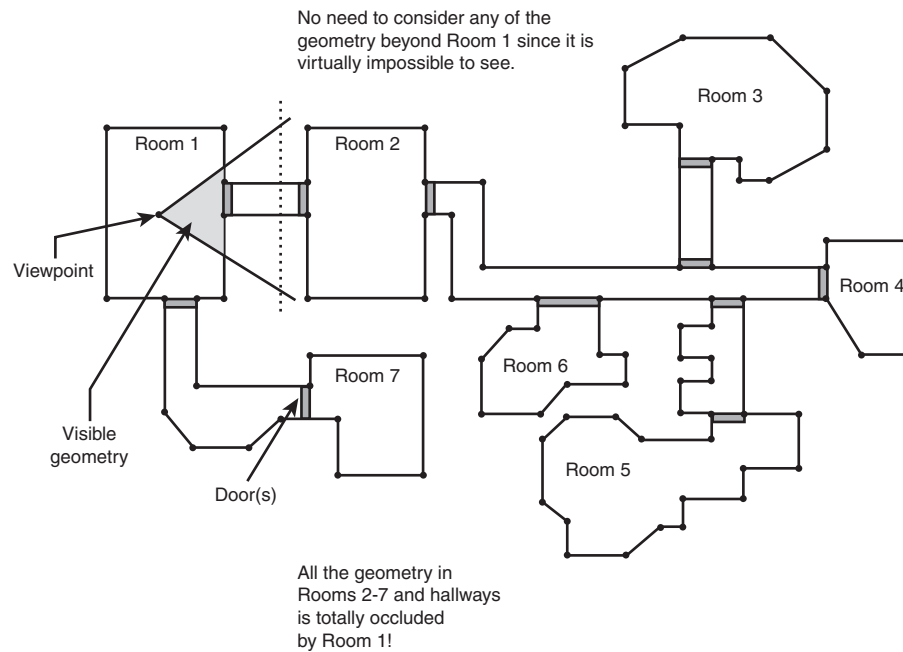 No need to consider any of the
geometry beyond Room 1 since it is
virtually impossible to see.
Room 3
Room 1
Room 2
Viewpoint
Room 4
Room 6
Room 7
Visible
geometry
Door(s)
Room 5
All the geometry in
Rooms 2-7 and hallways
is totally occluded
by Room 1!